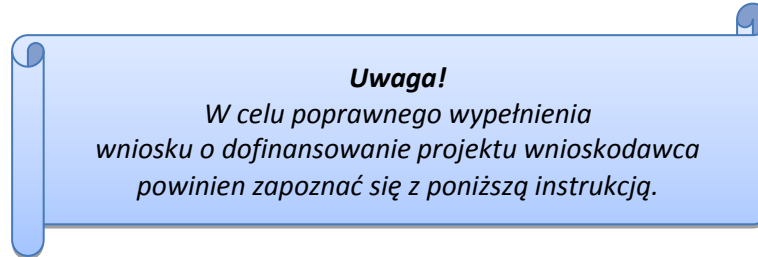 Uwaga!
W celu poprawnego wypełnienia
wniosku o dofinansowanie projektu wnioskodawca
powinien zapoznać się z poniższą instrukcją.